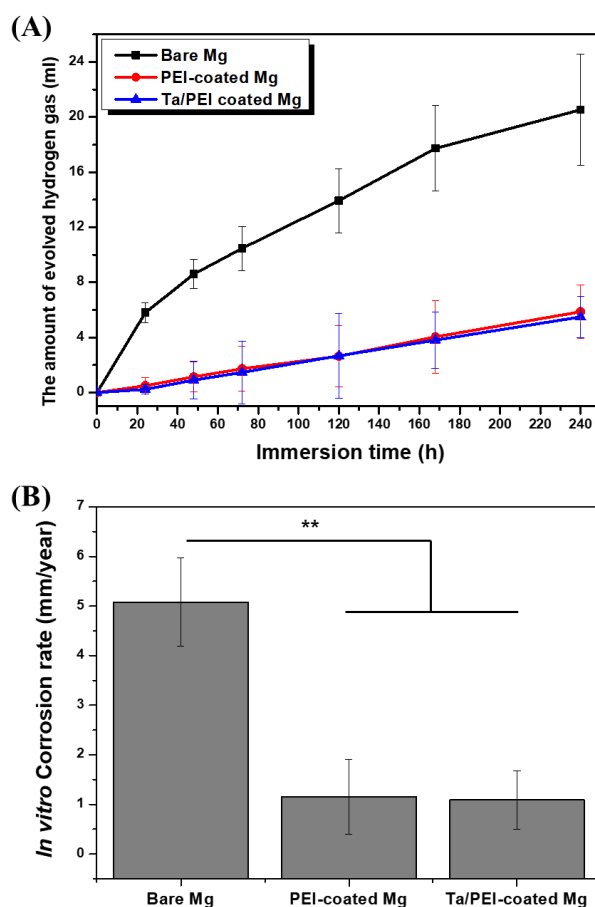 (A)
Bare Mg
PEI-coated Mg
Ta/PEI coated Mg
The amount of evolved hydrogen gas (ml)
24
20
16
12
8
4
0
0 20 40 60 80 100 120 140 160 180 200 220 240
Immersion time (h)
(B)
**
In vitro Corrosion rate (mm/year)
7
6
5
4
3
2
1
0
Bare Mg PEI-coated Mg Ta/PEI-coated Mg